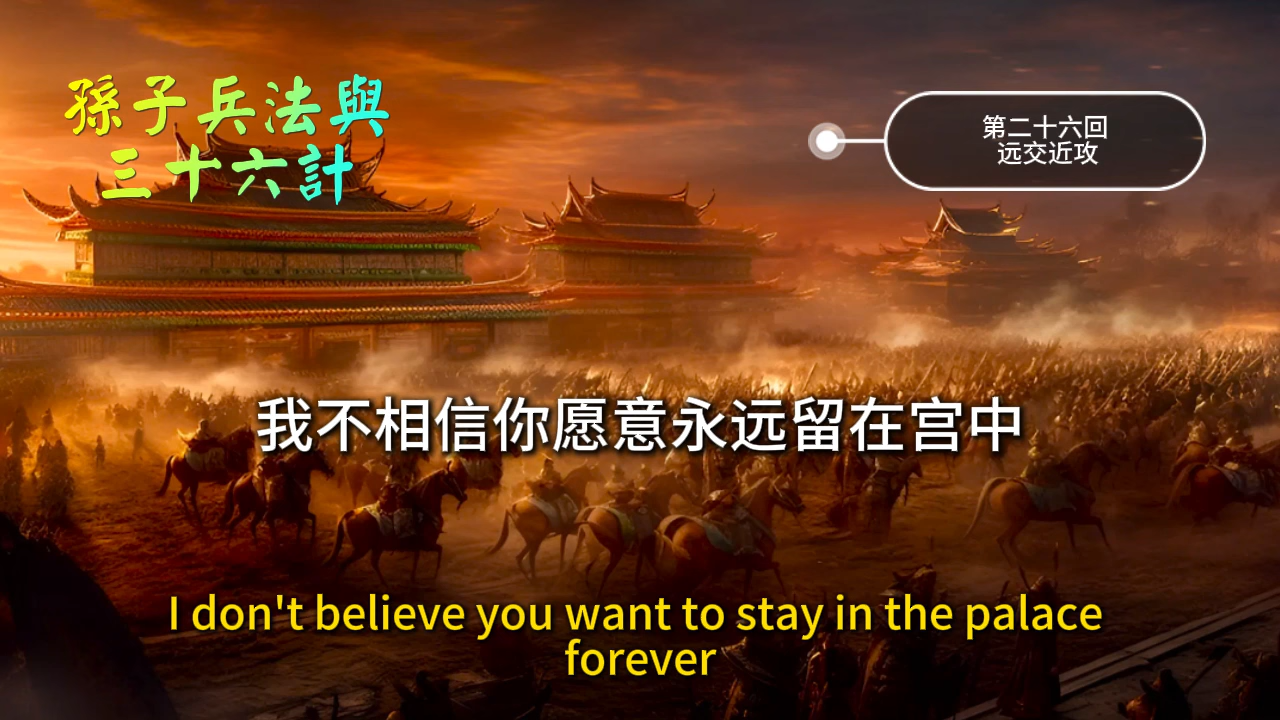 孫子兵法與
三十六計
第二十六回
远交近攻
我不相信你愿意永远留在宫中
I don't believe you want to stay in the palace
forever